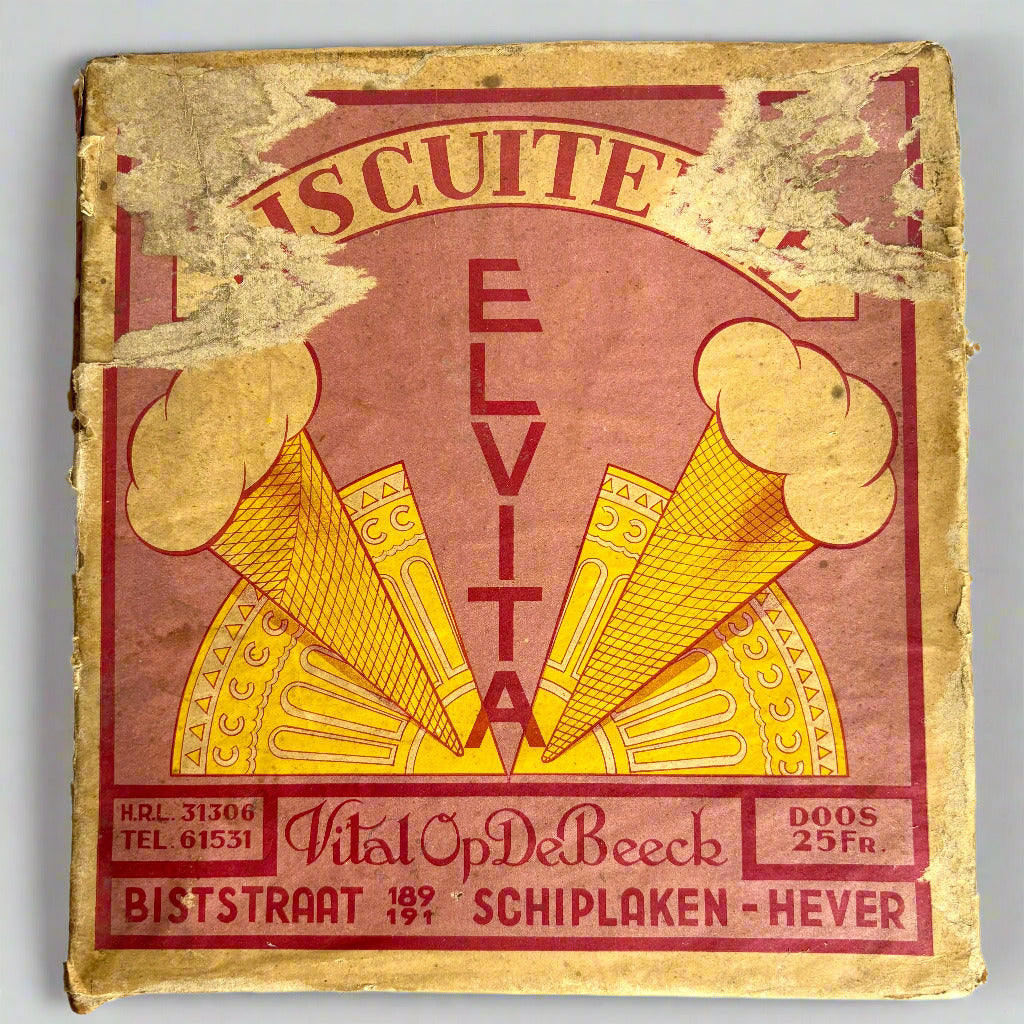 ISCUITE
ELVITA
H.R.L. 31306
TEL. 61531
Vital Op De Beeck
DOOS
25 FR.
BISTSTRAAT 189 191 SCHIPLAKEN - HEVER